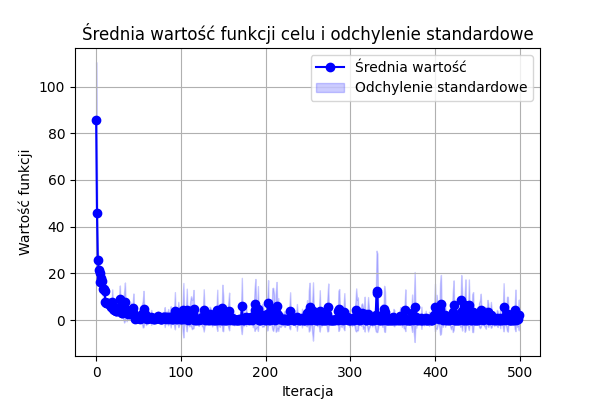 Średnia wartość funkcji celu i odchylenie standardowe
Średnia wartość
Odchylenie standardowe
Wartość funkcji
100
80
60
40
20
0
0 100 200 300 400 500
Iteracja